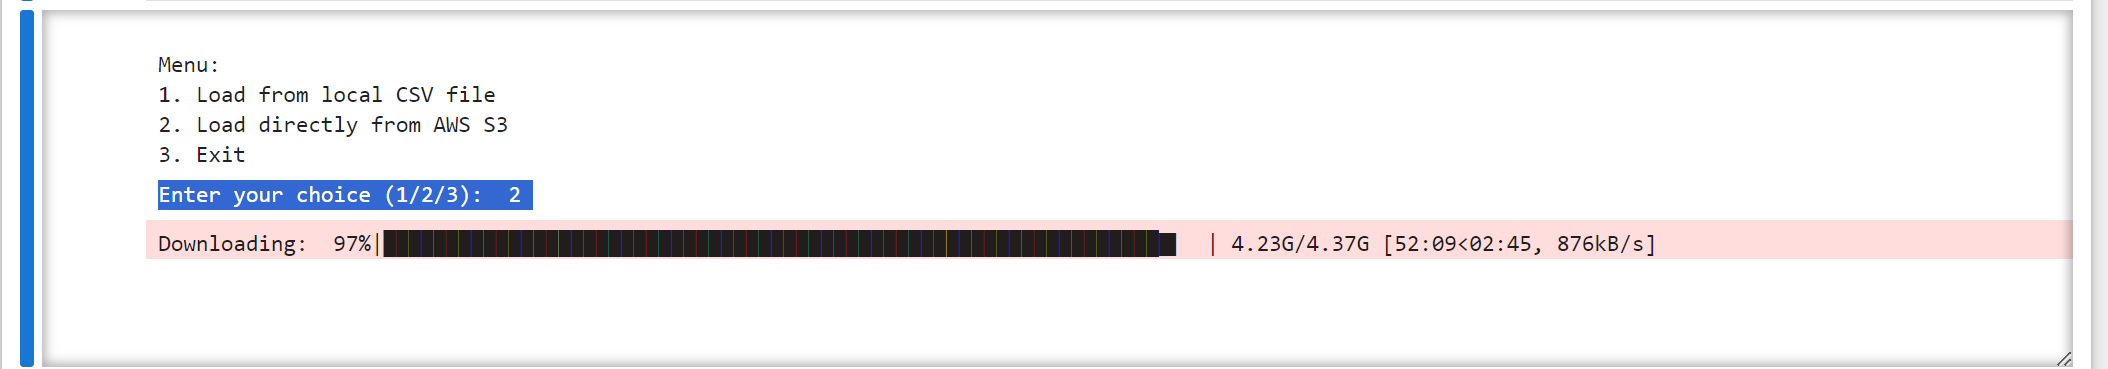 Menu:
1. Load from local CSV file
2. Load directly from AWS S3
3. Exit
Enter your choice (1/2/3):  2
Downloading:  97%|██████████████████████████████████████████████████████████████▉  | 4.23G/4.37G [52:09<02:45, 876kB/s]